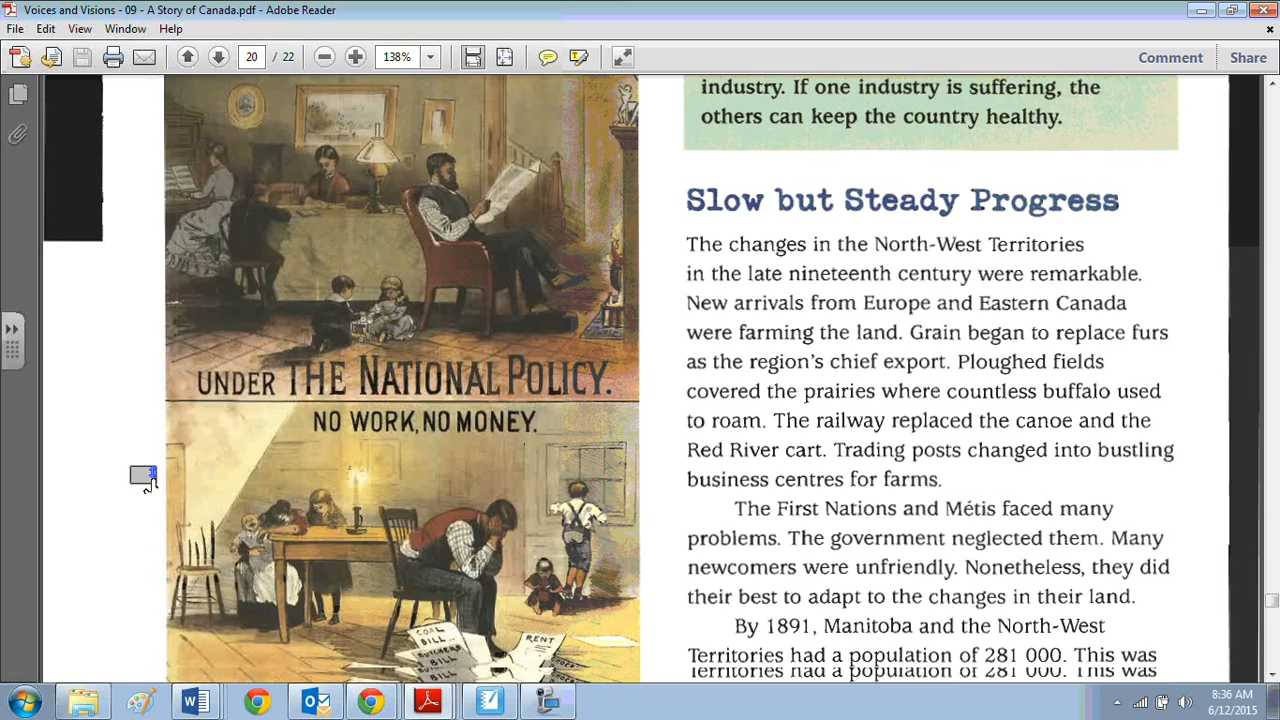 Voices and Visions - 09 - A Story of Canada.pdf - Adobe Reader
File Edit View Window Help
20 / 22 138% Comment Share
industry. If one industry is suffering, the
others can keep the country healthy.
UNDER THE NATIONAL POLICY.
NO WORK, NO MONEY.
COAL BILL
RENT
Slow but Steady Progress
The changes in the North-West Territories
in the late nineteenth century were remarkable.
New arrivals from Europe and Eastern Canada
were farming the land. Grain began to replace furs
as the region's chief export. Ploughed fields
covered the prairies where countless buffalo used
to roam. The railway replaced the canoe and the
Red River cart. Trading posts changed into bustling
business centres for farms.
The First Nations and Métis faced many
problems. The government neglected them. Many
newcomers were unfriendly. Nonetheless, they did
their best to adapt to the changes in their land.
By 1891, Manitoba and the North-West
Territories had a population of 281 000. This was
Territories had a population of 281 000. This was
8:36 AM
6/12/2015